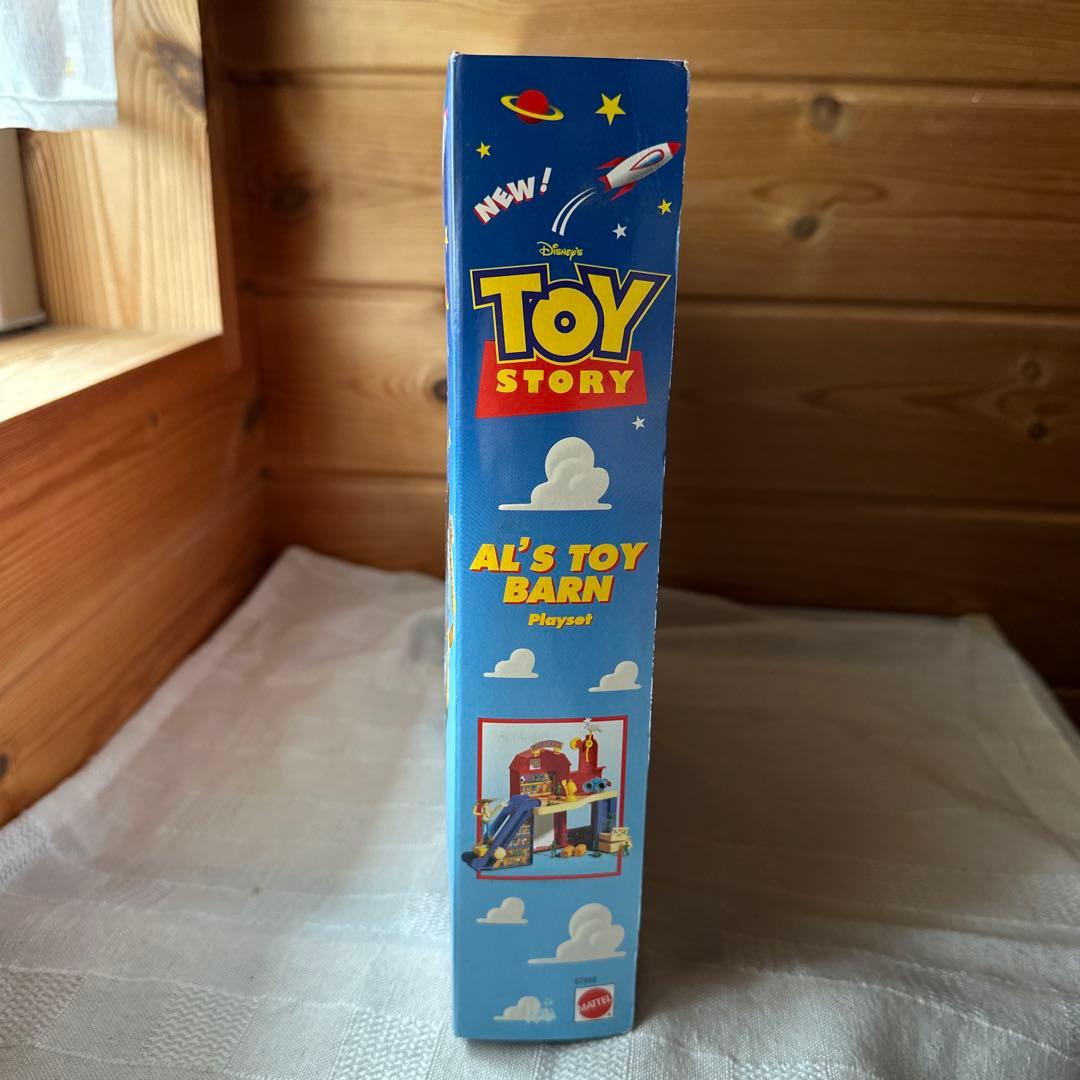 NEW!
DISNEY'S
TOY
STORY
AL'S TOY
BARN
Playset
MATTEL